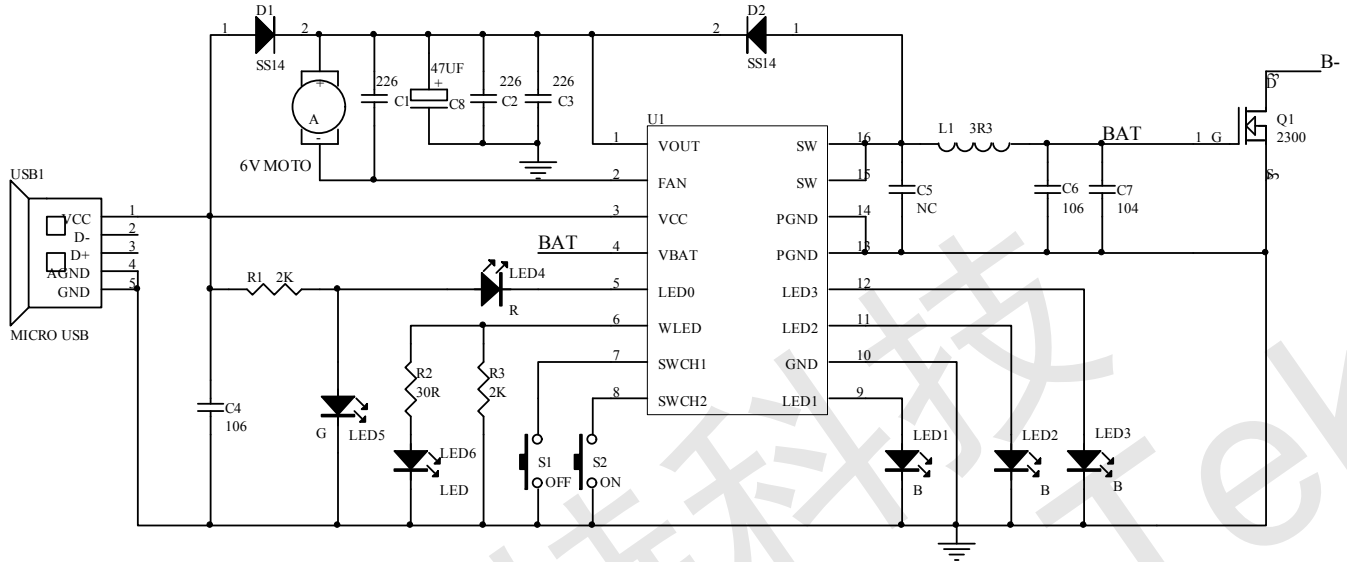 D1
1
2
SS14
D2
2
1
SS14
B-
D
Q1
2300
1 G
S
3
47UF
+
226
C1
C8
226
C2
226
C3
+
A
-
6V MOTO
U1
1
VOUT
2
FAN
3
VCC
4
VBAT
5
LED0
6
WLED
7
SWCH1
8
SWCH2
16
SW
15
SW
14
PGND
13
PGND
12
LED3
11
LED2
10
GND
9
LED1
L1 3R3
BAT
C5
NC
C6
106
C7
104
USB1
VCC
1
D-
2
D+
3
AGND
4
GND
5
MICRO USB
BAT
R1 2K
LED4
R
R2
30R
R3
2K
C4
106
G
LED5
LED6
LED
S1
OFF
S2
ON
LED1
B
LED2
B
LED3
B
科技
Tek